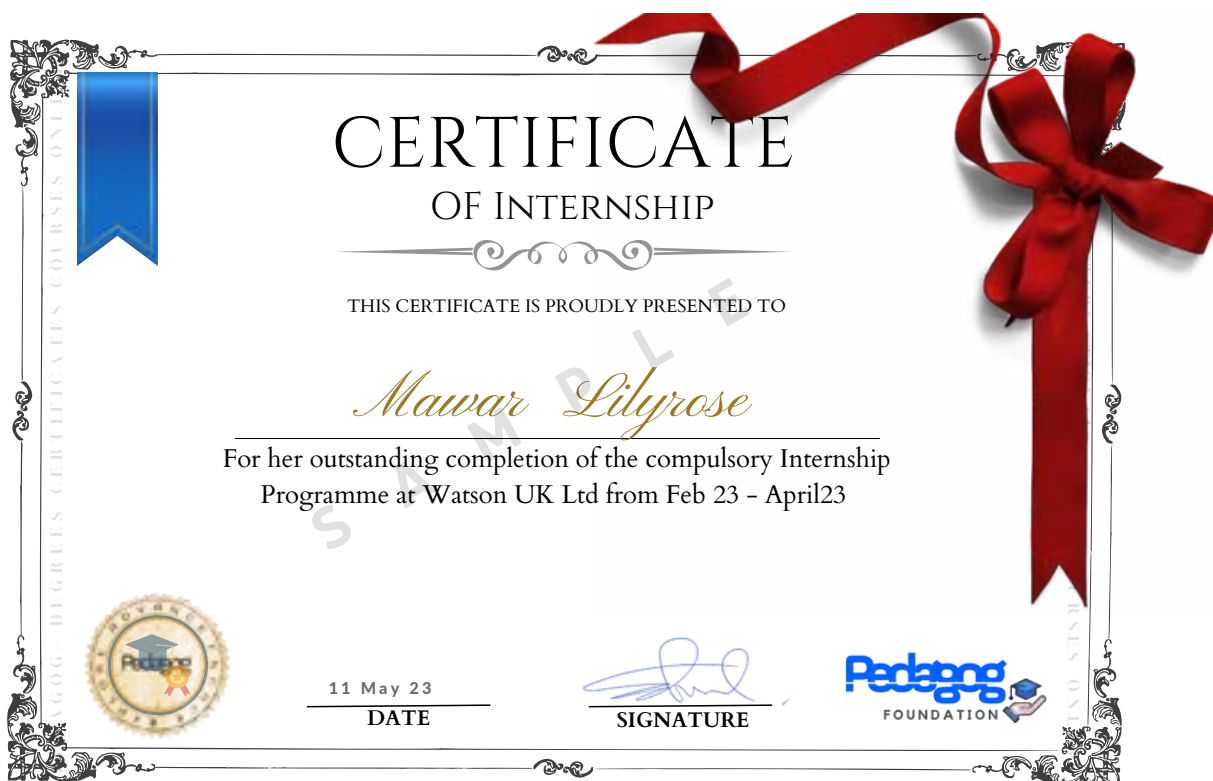 CERTIFICATE
OF INTERNSHIP
THIS CERTIFICATE IS PROUDLY PRESENTED TO
Mawar Lilyrose
For her outstanding completion of the compulsory Internship
Programme at Watson UK Ltd from Feb 23 - April23
SAMPLE
11 May 23
DATE
SIGNATURE
Pedagog
FOUNDATION